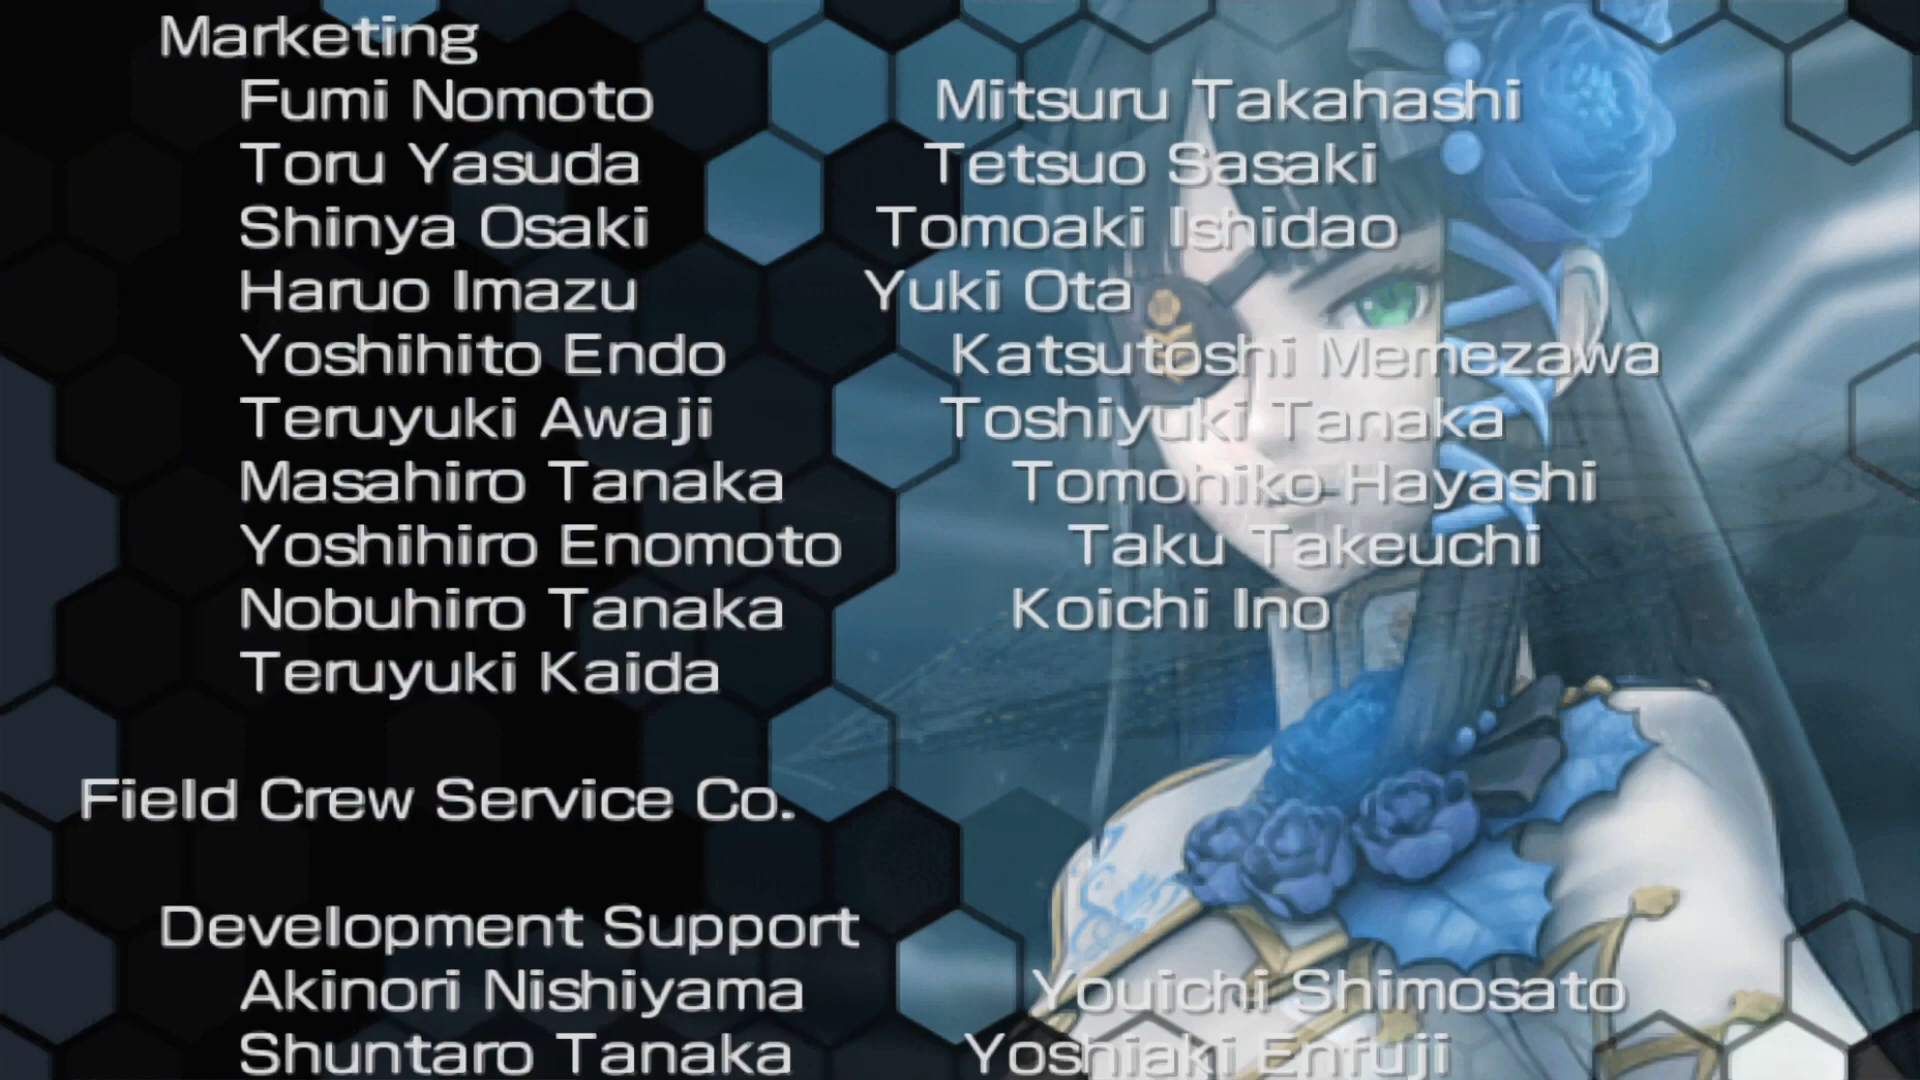 Marketing
Fumi Nomoto Mitsuru Takahashi
Toru Yasuda Tetsuo Sasaki
Shinya Osaki Tomoaki Ishidao
Haruo Imazu Yuki Ota
Yoshihito Endo Katsutoshi Memezawa
Teruyuki Awaji Toshiyuki Tanaka
Masahiro Tanaka Tomohiko Hayashi
Yoshihiro Enomoto Taku Takeuchi
Nobuhiro Tanaka Koichi Ino
Teruyuki Kaida
Field Crew Service Co.
Development Support
Akinori Nishiyama Youichi Shimosato
Shuntaro Tanaka Yoshiaki Enfuji